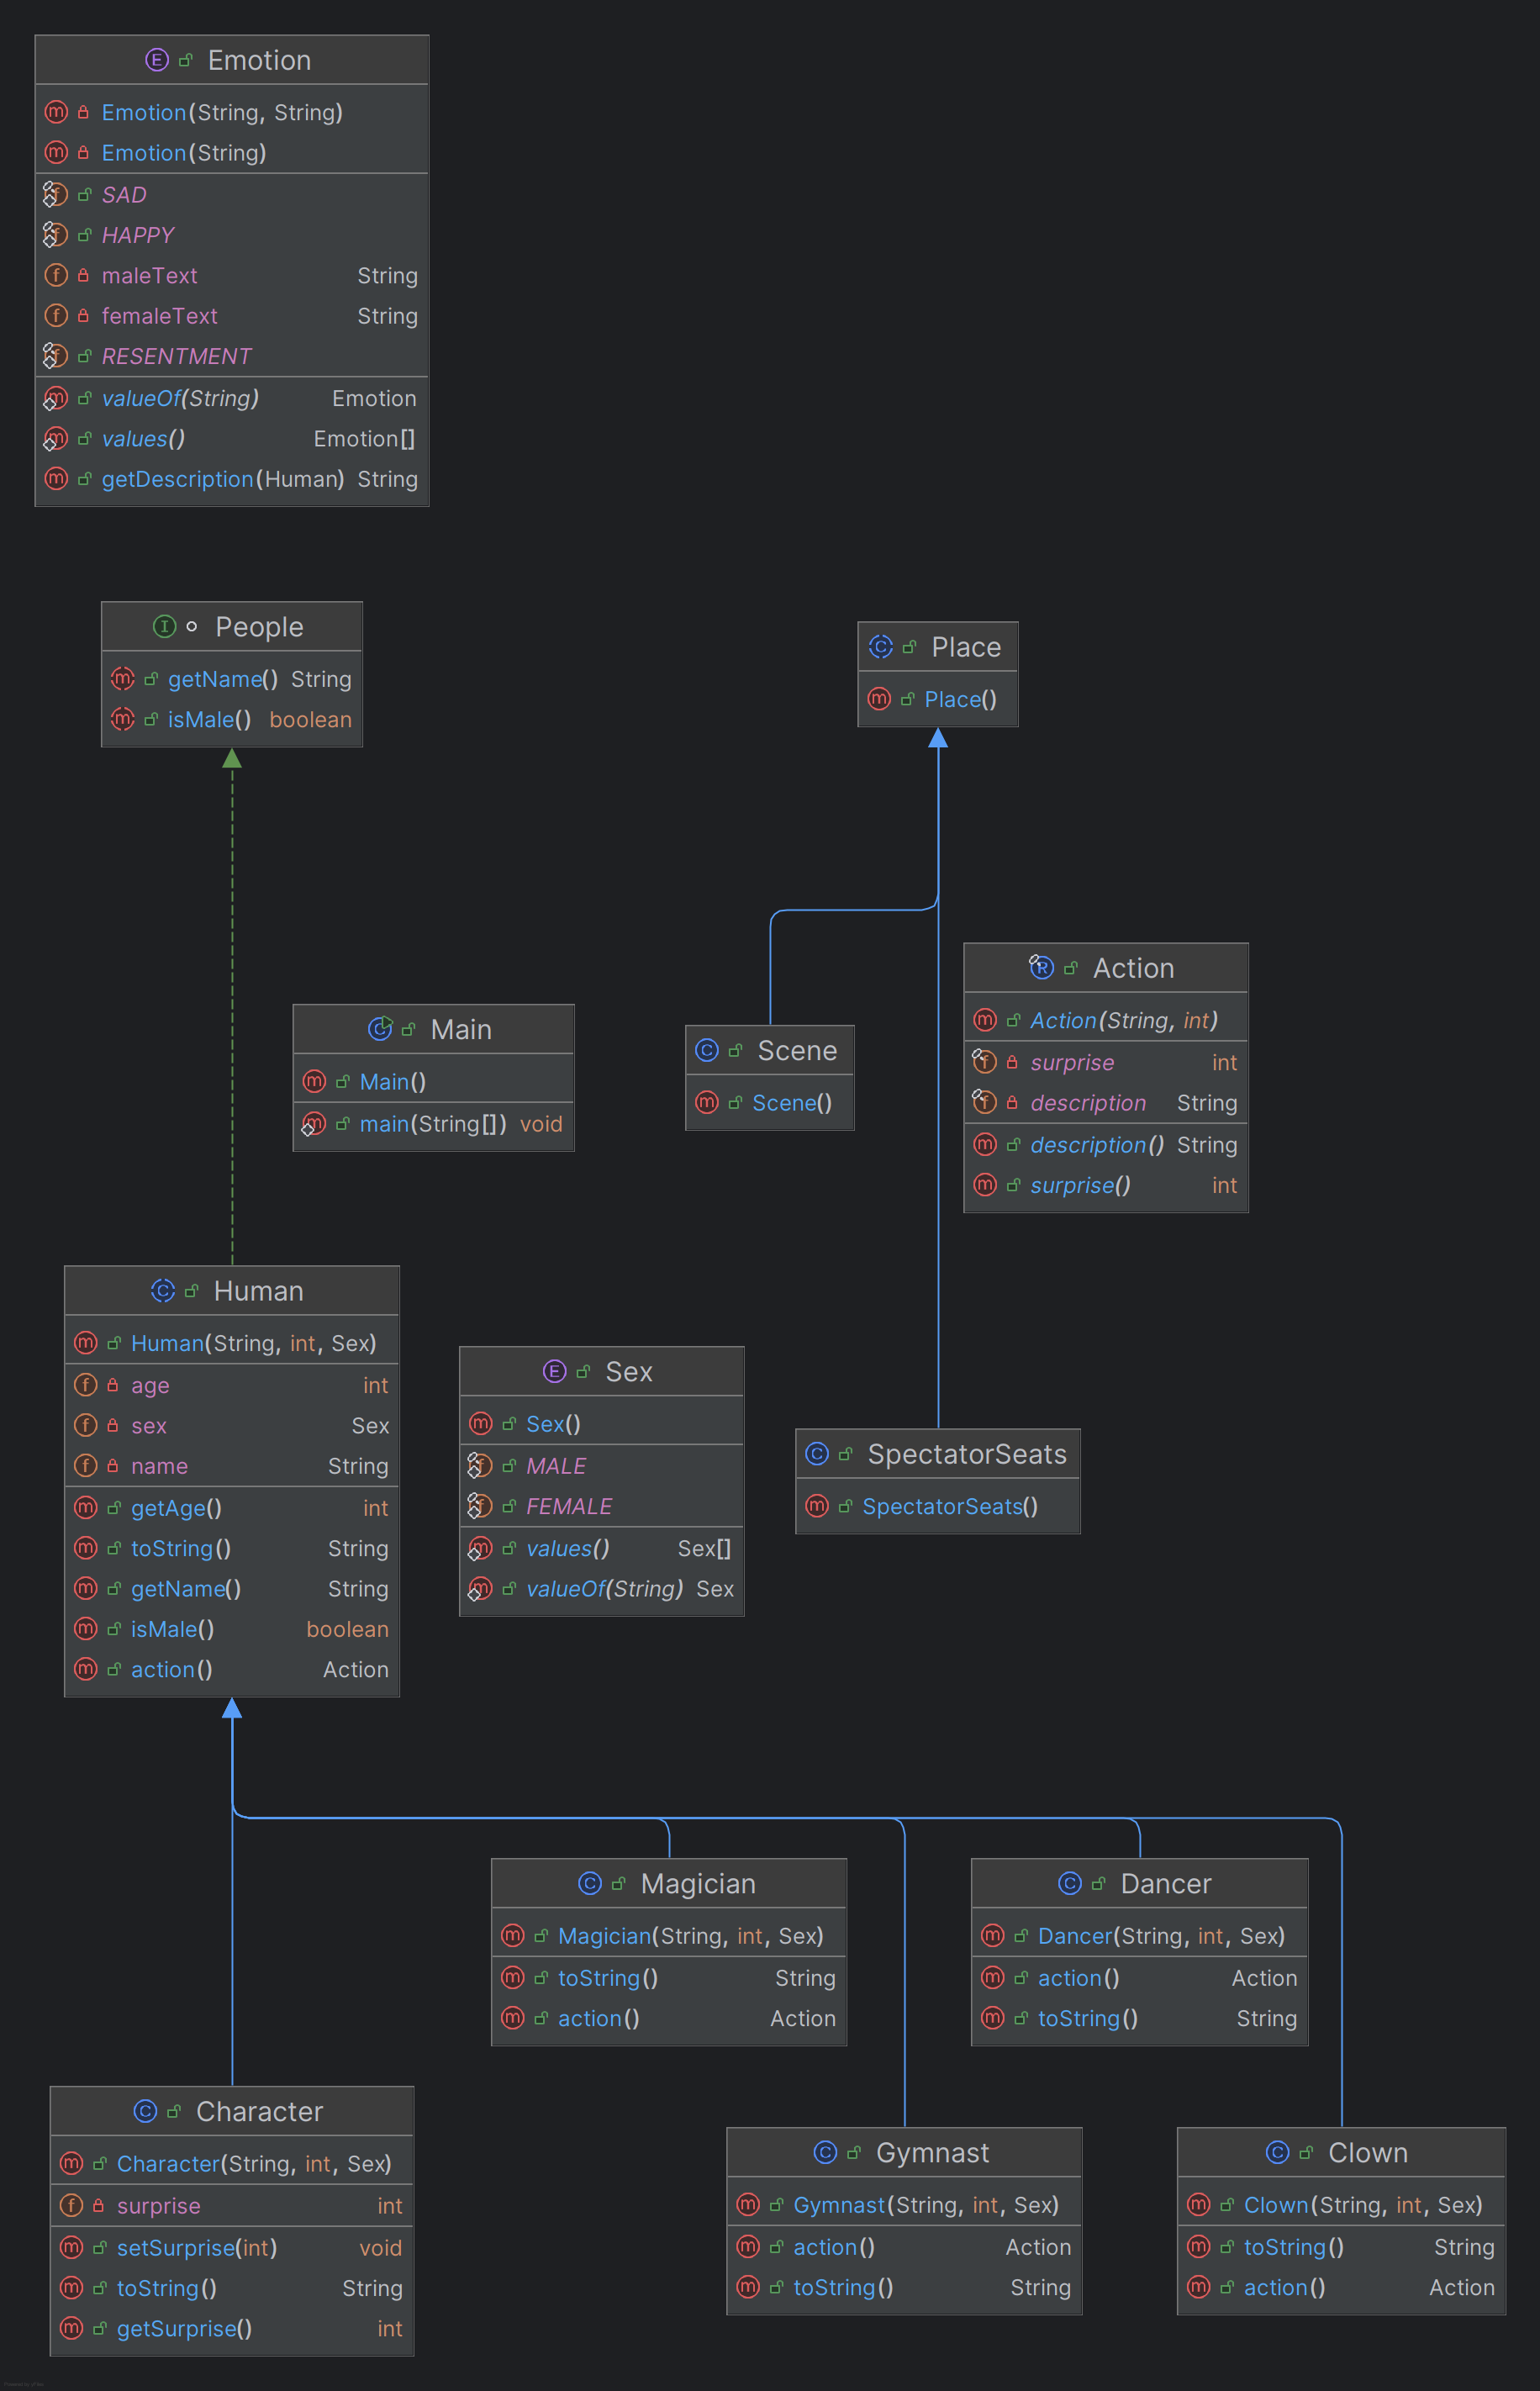 Emotion
Emotion(String, String)
Emotion(String)
SAD
HAPPY
maleText String
femaleText String
RESENTMENT
valueOf(String) Emotion
values() Emotion[]
getDescription(Human) String
People
getName() String
isMale() boolean
Place
Place()
Action
Action(String, int)
surprise int
description String
description() String
surprise() int
Main
Main()
main(String[]) void
Scene
Scene()
Human
Human(String, int, Sex)
age int
sex Sex
name String
getAge() int
toString() String
getName() String
isMale() boolean
action() Action
Sex
Sex()
MALE
FEMALE
values() Sex[]
valueOf(String) Sex
SpectatorSeats
SpectatorSeats()
Magician
Magician(String, int, Sex)
toString() String
action() Action
Dancer
Dancer(String, int, Sex)
action() Action
toString() String
Character
Character(String, int, Sex)
surprise int
setSurprise(int) void
toString() String
getSurprise() int
Gymnast
Gymnast(String, int, Sex)
action() Action
toString() String
Clown
Clown(String, int, Sex)
toString() String
action() Action